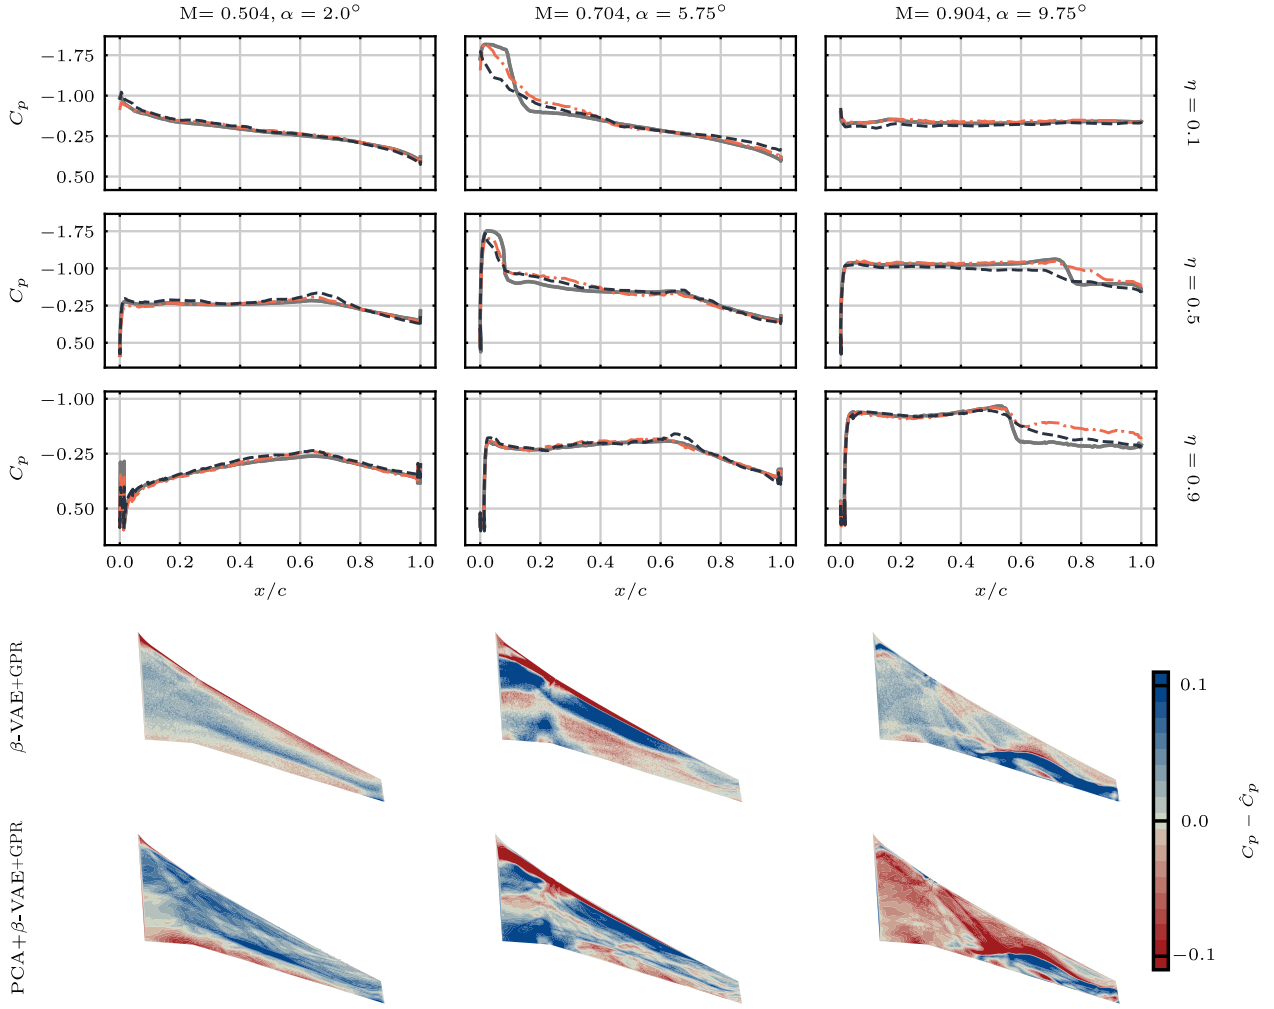 M= 0.504, α = 2.0°
M= 0.704, α = 5.75°
M= 0.904, α = 9.75°
C_p
−1.75
−1.00
−0.25
0.50
η = 0.1
C_p
−1.75
−1.00
−0.25
0.50
η = 0.5
C_p
−1.00
−0.25
0.50
η = 0.9
0.0 0.2 0.4 0.6 0.8 1.0
0.0 0.2 0.4 0.6 0.8 1.0
0.0 0.2 0.4 0.6 0.8 1.0
x/c
x/c
x/c
β-VAE+GPR
PCA+β-VAE+GPR
0.1
0.0
−0.1
C_p − Ĉ_p